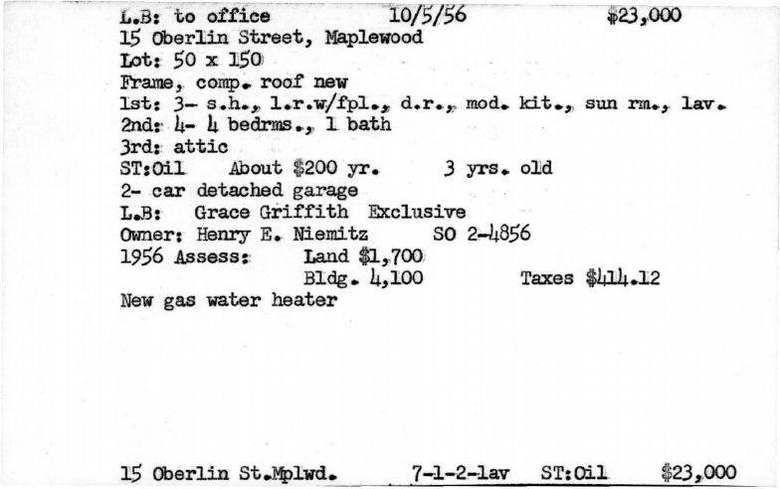 L.B: to office 10/5/56 $23,000
15 Oberlin Street, Maplewood
Lot: 50 x 150
Frame, comp. roof new
1st: 3- s.h., l.r.w/fpl., d.r., mod. kit., sun rm., lav.
2nd: 4- 4 bedrms., 1 bath
3rd: attic
ST:Oil About $200 yr. 3 yrs. old
2- car detached garage
L.B: Grace Griffith Exclusive
Owner: Henry E. Niemitz SO 2-4856
1956 Assess: Land $1,700
Bldg. 4,100 Taxes $414.12
New gas water heater
15 Oberlin St.Mplwd. 7-1-2-lav ST:Oil $23,000